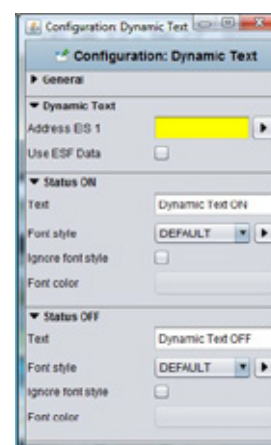 Configuration: Dynamic Text
Configuration: Dynamic Text
General
Dynamic Text
Address EIS 1
Use ESF Data
Status ON
Text Dynamic Text ON
Font style DEFAULT
Ignore font style
Font color
Status OFF
Text Dynamic Text OFF
Font style DEFAULT
Ignore font style
Font color